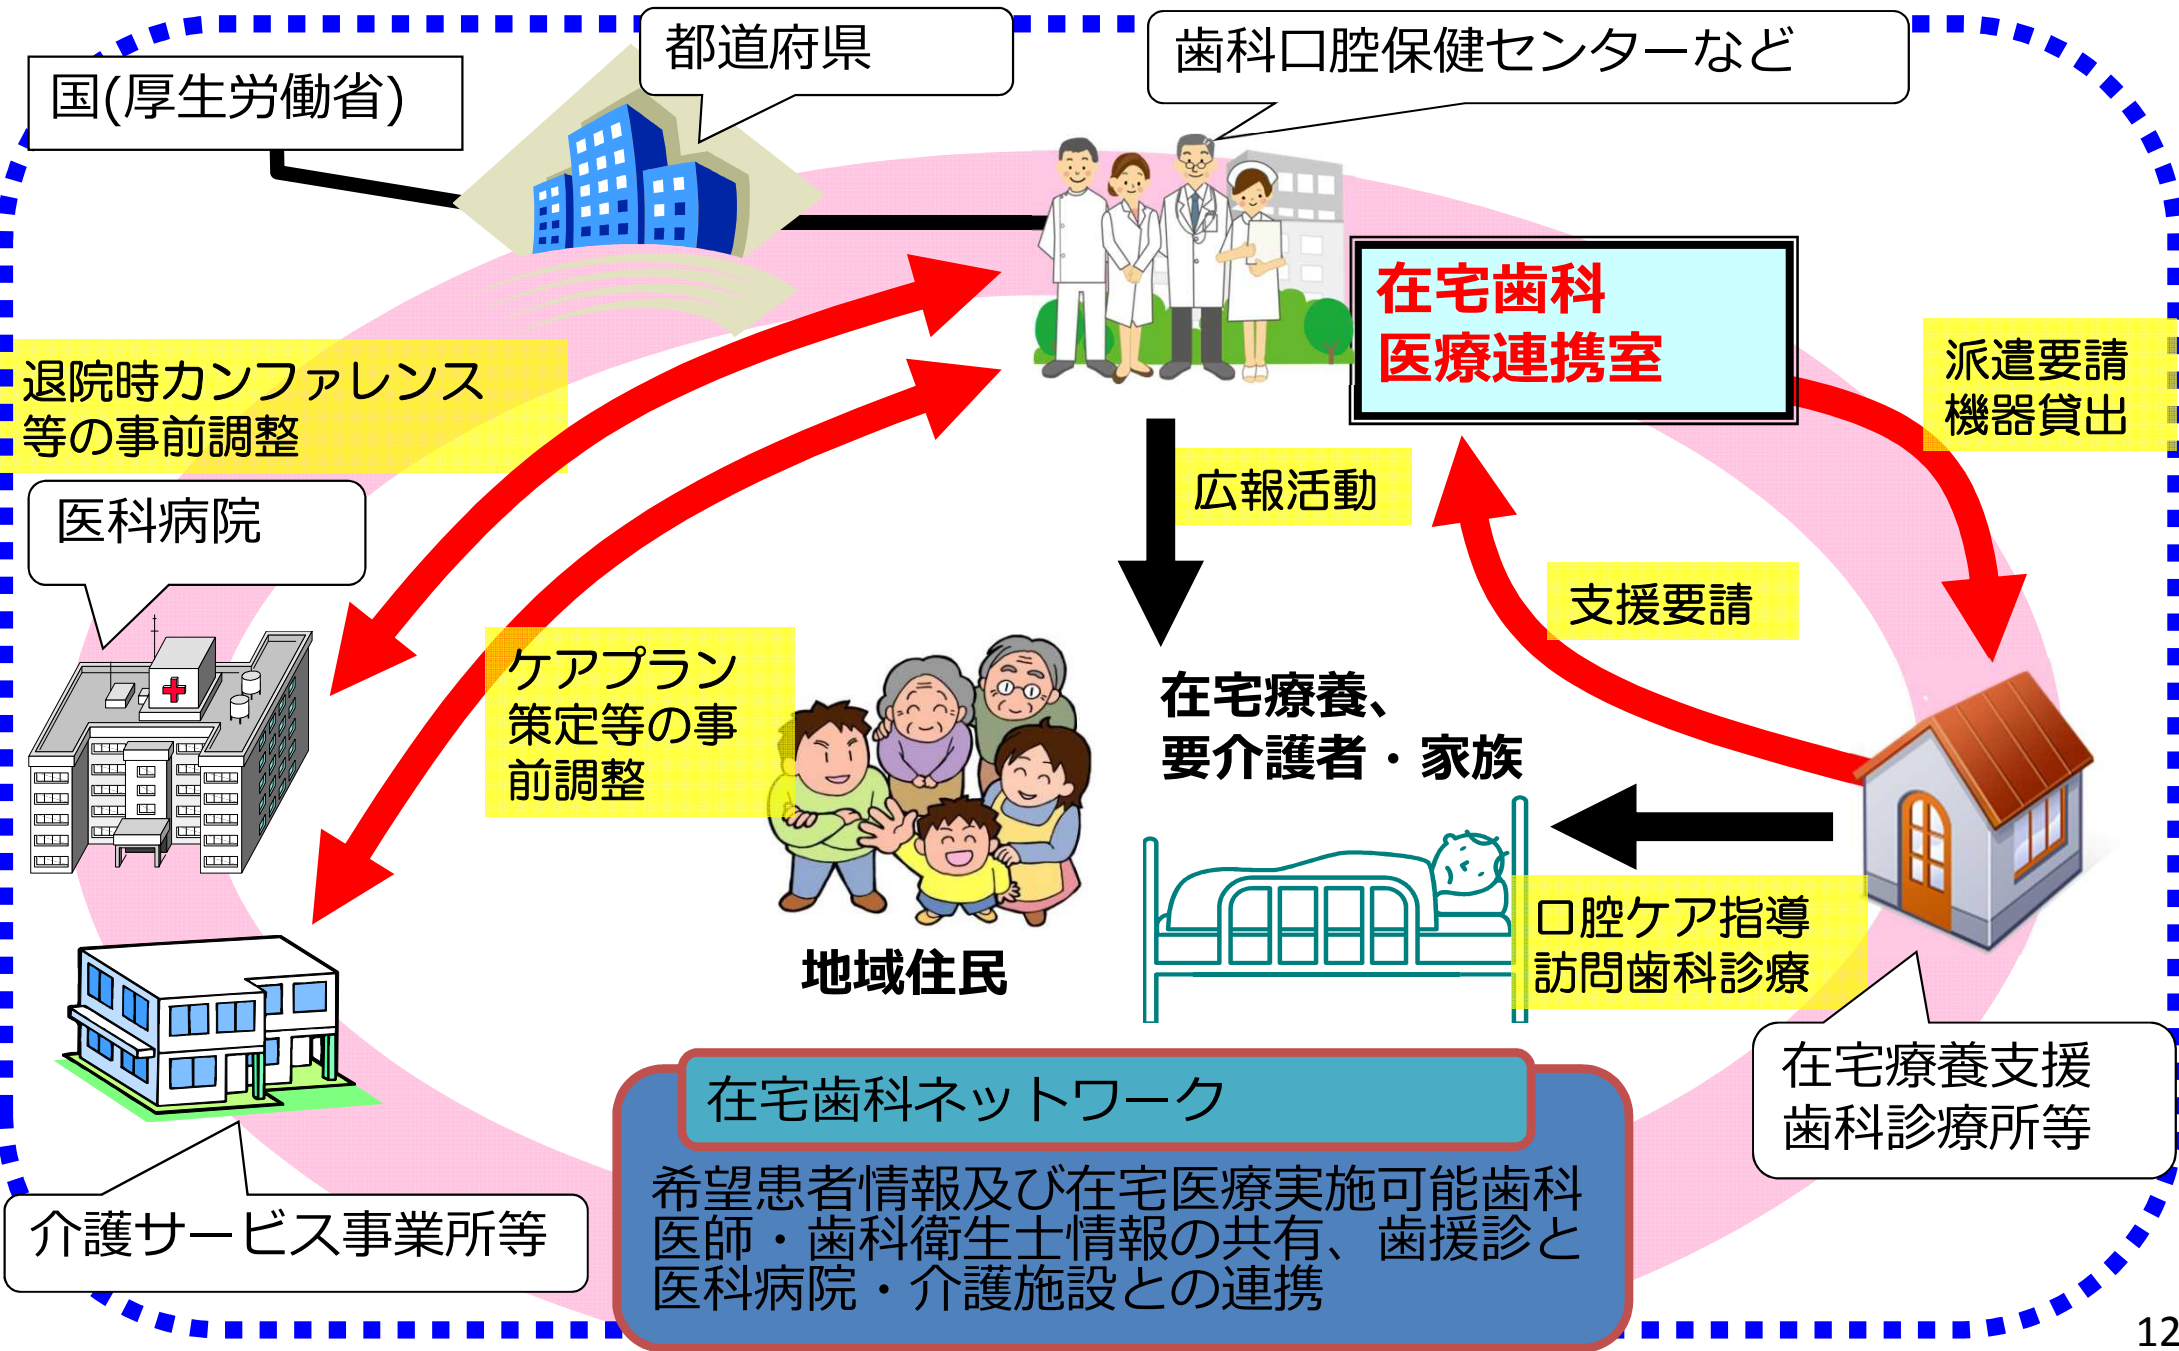 都道府県
歯科口腔保健センターなど
国(厚生労働省)
在宅歯科
医療連携室
退院時カンファレンス
等の事前調整
派遣要請
機器貸出
広報活動
医科病院
支援要請
ケアプラン
策定等の事
前調整
在宅療養、
要介護者・家族
地域住民
口腔ケア指導
訪問歯科診療
在宅療養支援
歯科診療所等
在宅歯科ネットワーク
希望患者情報及び在宅医療実施可能歯科
医師・歯科衛生士情報の共有、歯援診と
医科病院・介護施設との連携
介護サービス事業所等
12